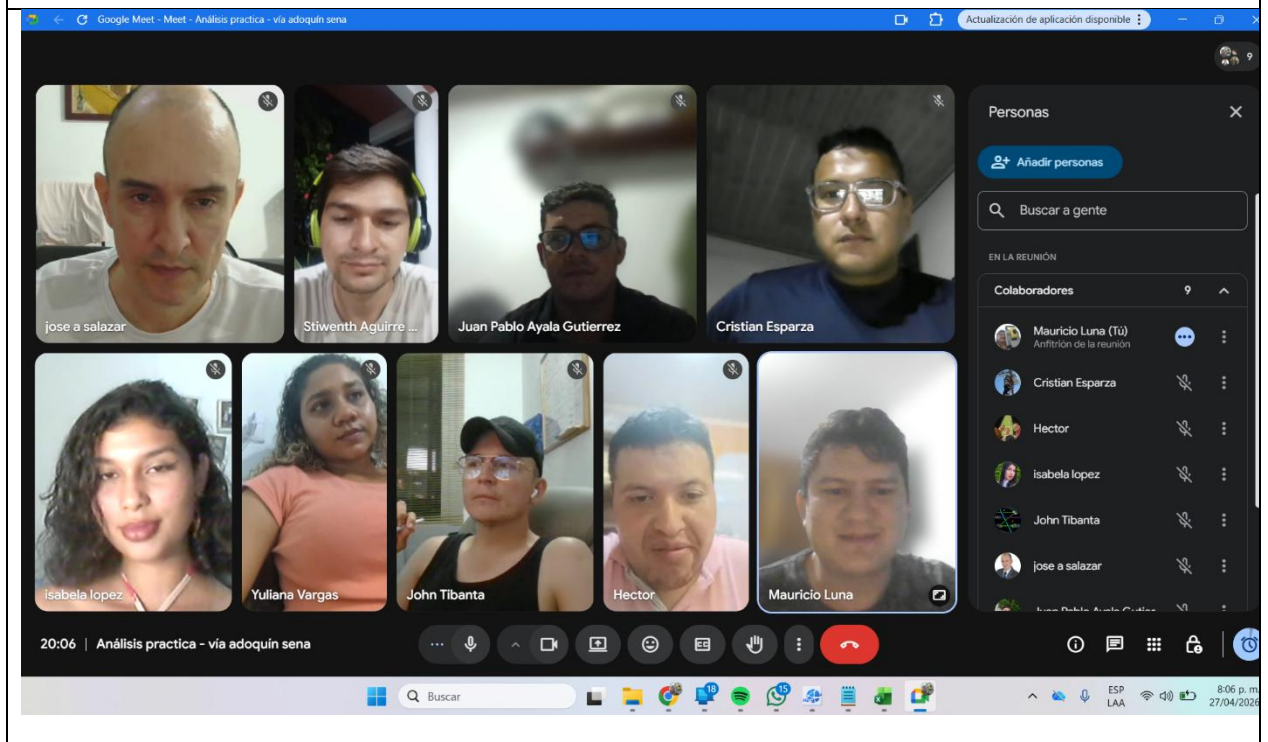 Google Meet - Meet - Análisis practica - vía adoquín sena
Actualización de aplicación disponible
9
jose a salazar
Stiwenth Aguirre ...
Juan Pablo Ayala Gutierrez
Cristian Esparza
isabela lopez
Yuliana Vargas
John Tibanta
Hector
Mauricio Luna
Personas
Añadir personas
Buscar a gente
EN LA REUNIÓN
Colaboradores 9
Mauricio Luna (Tú)
Anfitrión de la reunión
Cristian Esparza
Hector
isabela lopez
John Tibanta
jose a salazar
20:06 | Análisis practica - vía adoquín sena
Buscar
18
15
ESP
LAA
8:06 p. m.
27/04/2026